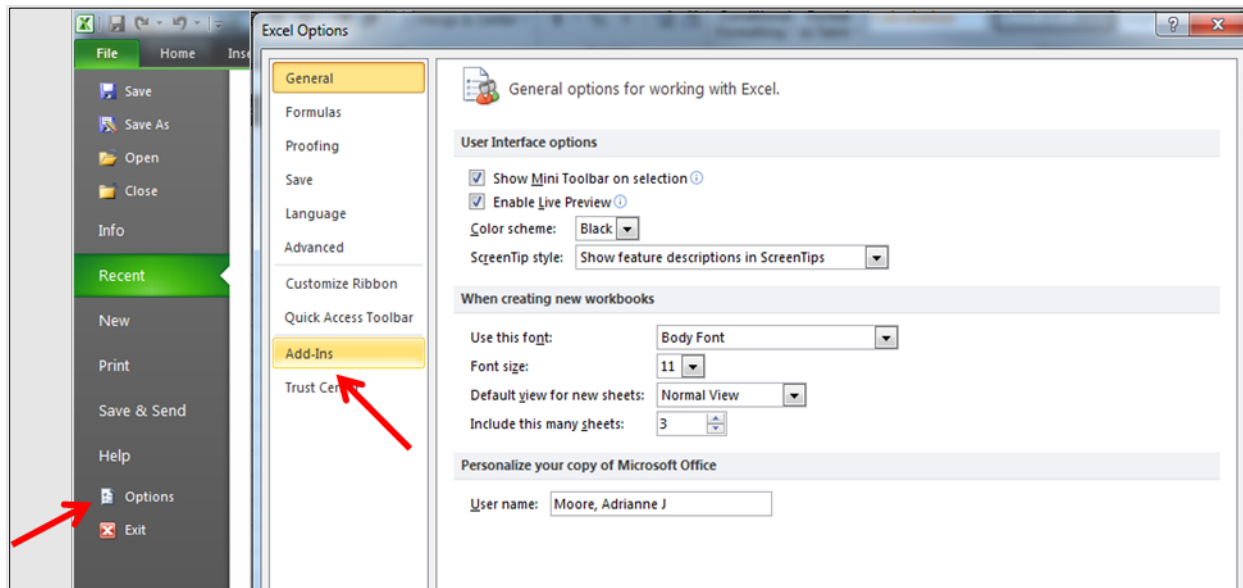 Excel Options
File Home Inse
Save
Save As
Open
Close
Info
Recent
New
Print
Save & Send
Help
Options
Exit
General
Formulas
Proofing
Save
Language
Advanced
Customize Ribbon
Quick Access Toolbar
Add-Ins
Trust
General options for working with Excel.
User Interface options
Show Mini Toolbar on selection
Enable Live Preview
Color scheme: Black
ScreenTip style: Show feature descriptions in ScreenTips
When creating new workbooks
Use this font: Body Font
Font size: 11
Default view for new sheets: Normal View
Include this many sheets: 3
Personalize your copy of Microsoft Office
User name: Moore, Adrianne J